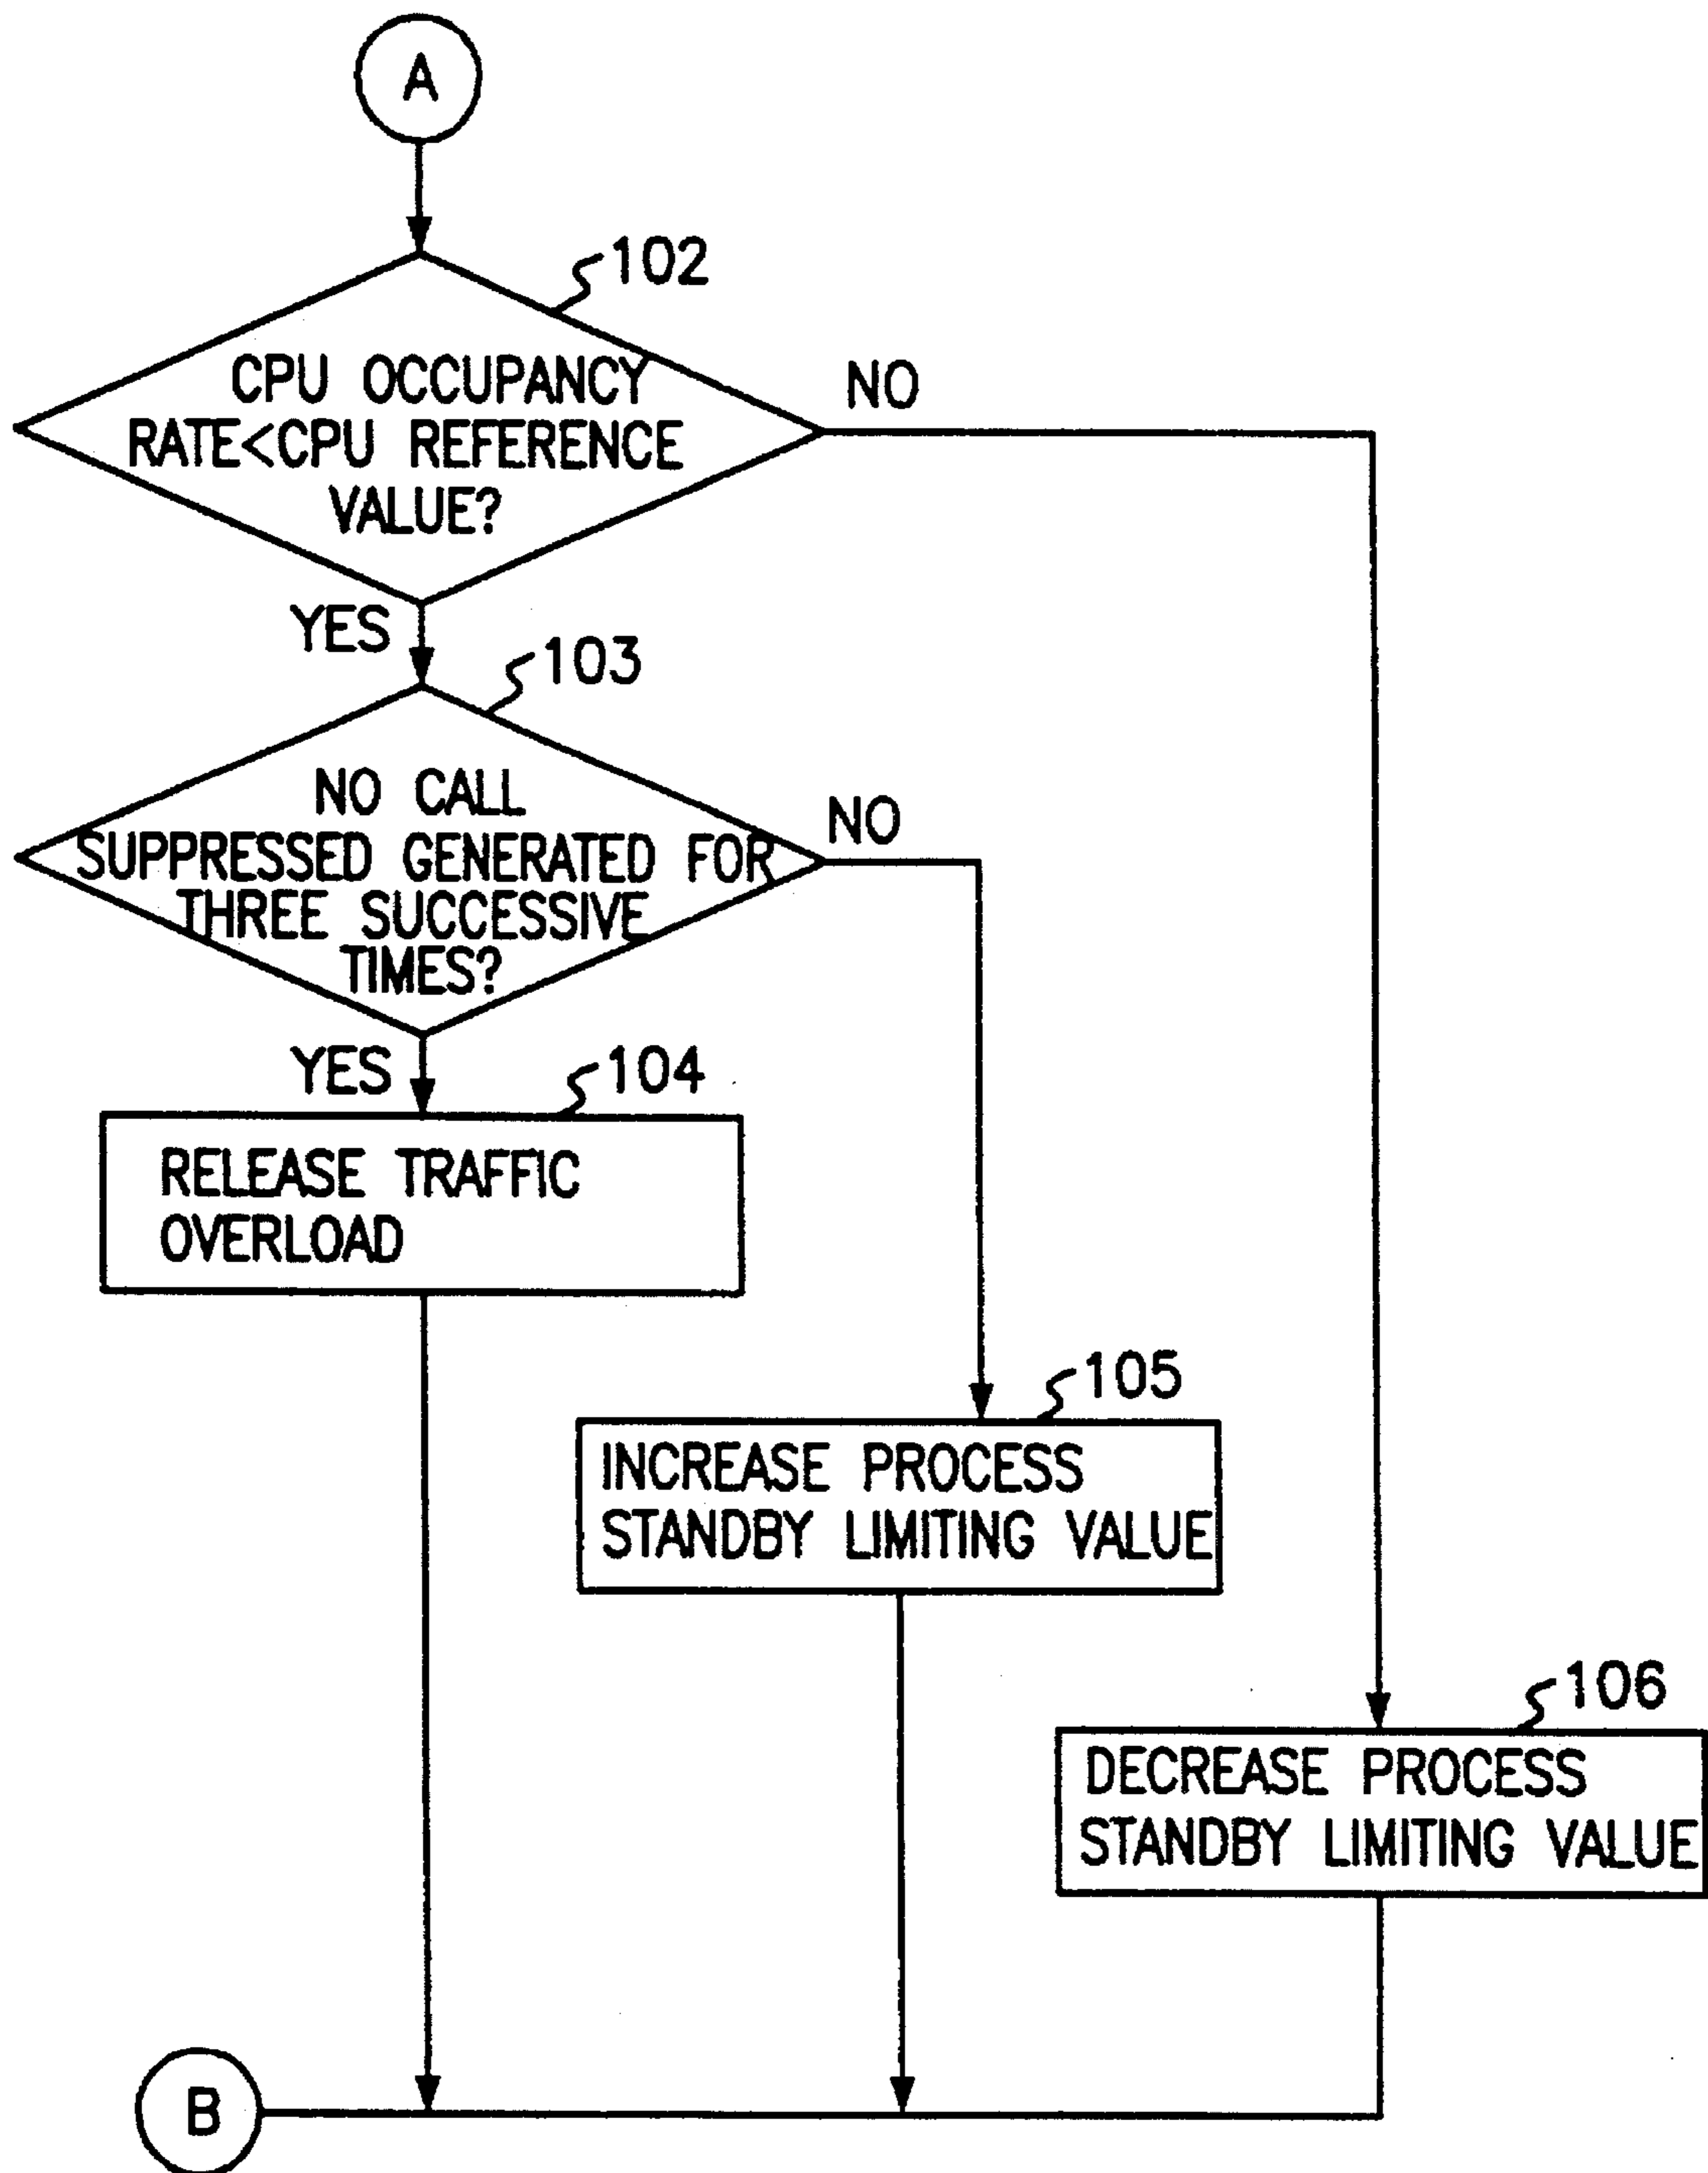 A
102
CPU OCCUPANCY
RATE<CPU REFERENCE
VALUE?
NO
YES
103
NO CALL
SUPPRESSED GENERATED FOR
THREE SUCCESSIVE
TIMES?
NO
YES
104
RELEASE TRAFFIC
OVERLOAD
105
INCREASE PROCESS
STANDBY LIMITING VALUE
106
DECREASE PROCESS
STANDBY LIMITING VALUE
B